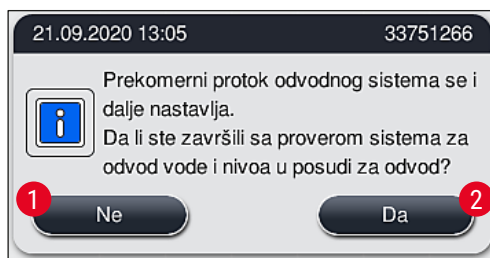 21.09.2020 13:05 33751266
Prekomerni protok odvodnog sistema se i
dalje nastavlja.
Da li ste završili sa proverom sistema za
odvod vode i nivoa u posudi za odvod?
1 Ne Da 2